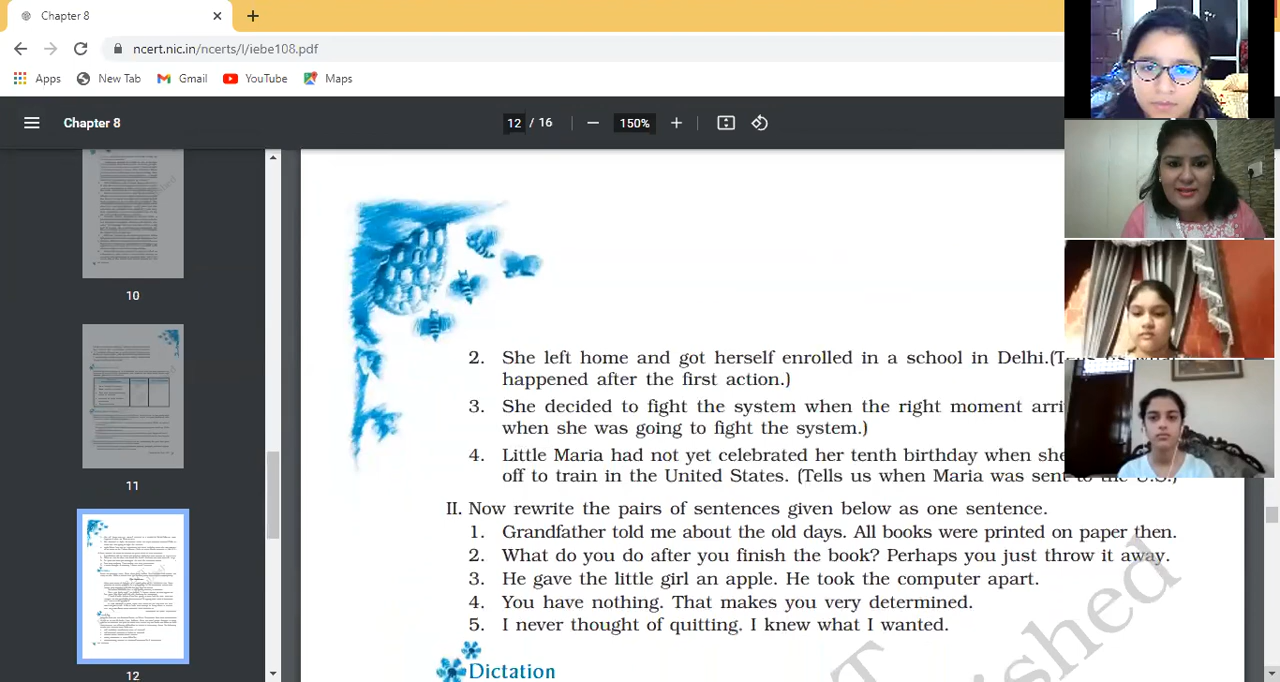 Chapter 8
ncert.nic.in/ncerts/l/iebe108.pdf
Apps New Tab Gmail YouTube Maps
Chapter 8
12 / 16
150%
10
11
12
2. She left home and got herself enrolled in a school in Delhi.
happened after the first action.)
3. She decided to fight the system when the right moment
when she was going to fight the system.)
4. Little Maria had not yet celebrated her tenth birthday when she
off to train in the United States. (Tells us when Maria was sent
II. Now rewrite the pairs of sentences given below as one sentence.
1. Grandfather told me about the old days. All books were printed on paper then.
2. What do you do after you finish the book? Perhaps you just throw it away.
3. He gave the little girl an apple. He took the computer apart.
4. You have nothing. That makes you very determined.
5. I never thought of quitting. I knew what I wanted.
Dictation